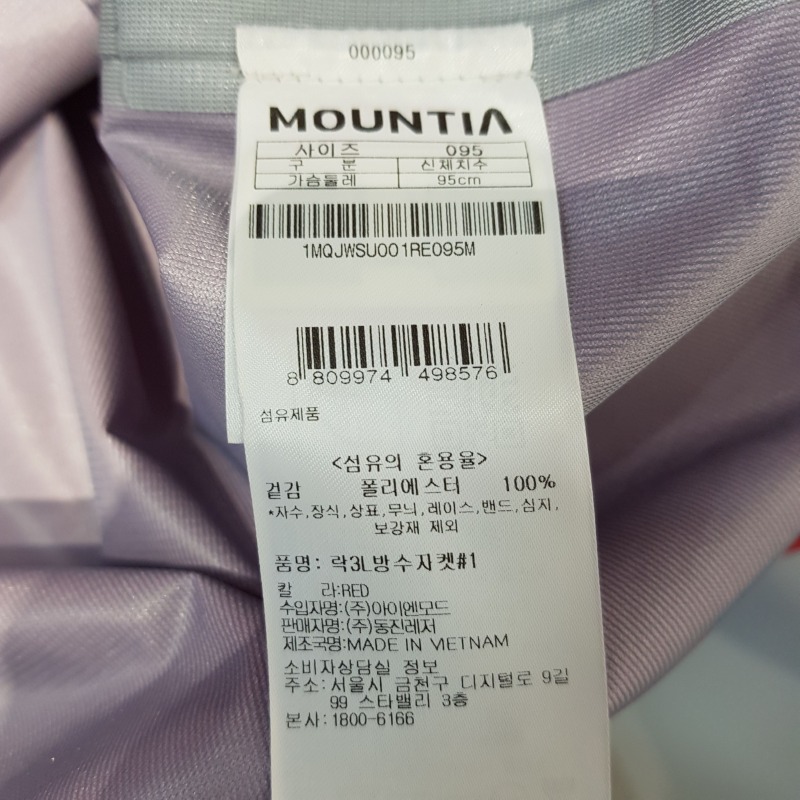 000095
MOUNTIA
사이즈 095
구 분 신체치수
가슴둘레 95cm
1MQJWSU001RE095M
8 809974 498576
섬유제품
<섬유의 혼용율>
겉감 폴리에스터 100%
*자수,장식,상표,무늬,레이스,밴드,심지,
보강재 제외
품명: 락3L방수자켓#1
칼 라:RED
수입자명:(주)아이엔모드
판매자명:(주)동진레저
제조국명:MADE IN VIETNAM
소비자상담실 정보
주소:서울시 금천구 디지털로 9길
99 스타밸리 3층
본사:1800-6166